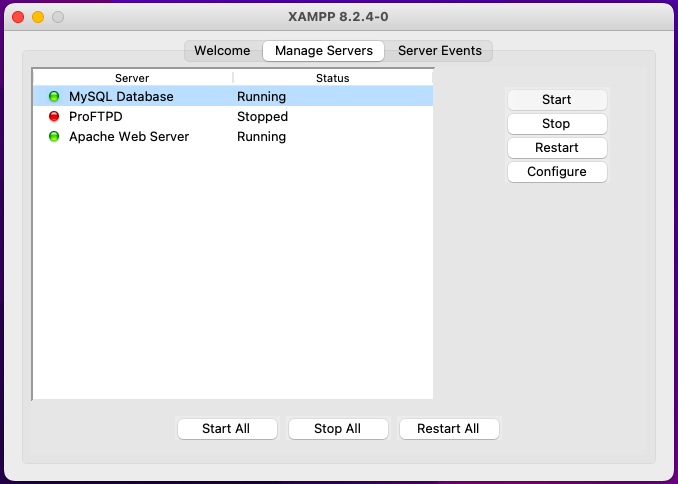 XAMPP 8.2.4-0
Welcome Manage Servers Server Events
Server Status
MySQL Database Running
ProFTPD Stopped
Apache Web Server Running
Start
Stop
Restart
Configure
Start All Stop All Restart All